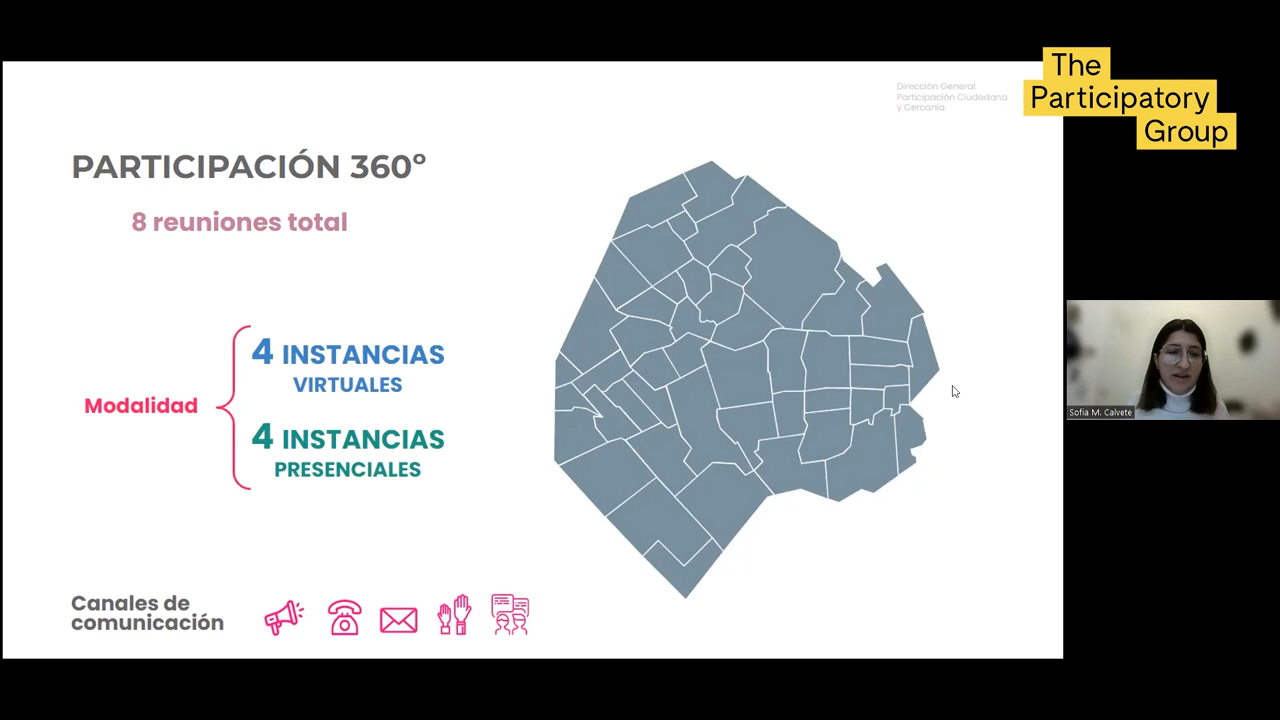 Dirección General
Participación Ciudadana
y Cercanía.
The
Participatory
Group
PARTICIPACIÓN 360º
8 reuniones total
Modalidad
4 INSTANCIAS
VIRTUALES
4 INSTANCIAS
PRESENCIALES
Canales de
comunicación
Sofia M. Calvete